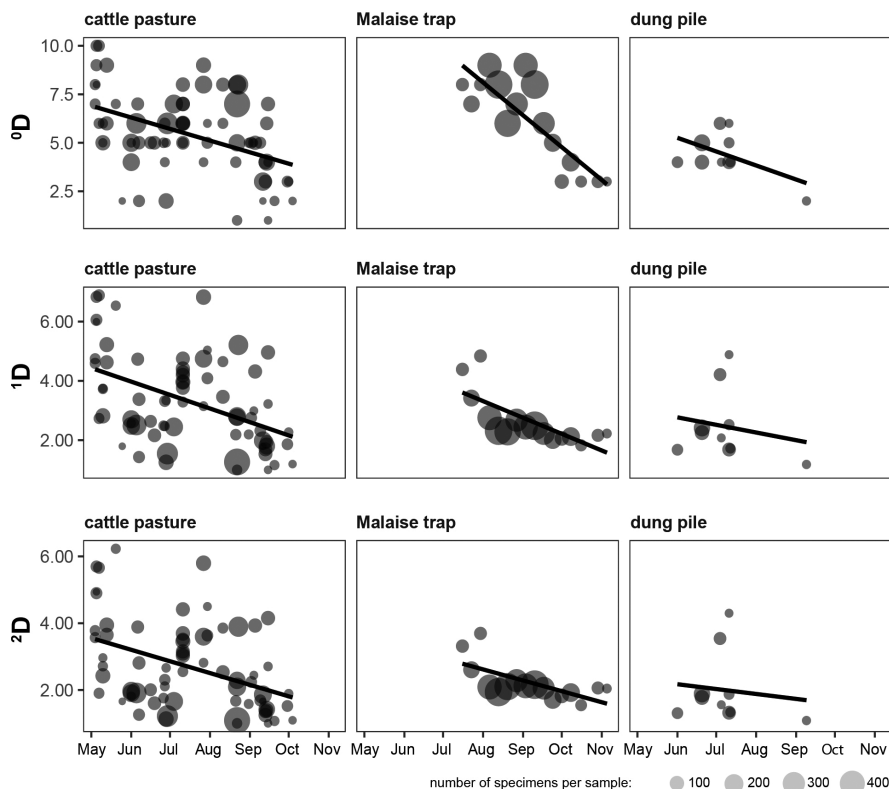 cattle pasture Malaise trap dung pile
10.0
7.5
⁰D
5.0
2.5
cattle pasture Malaise trap dung pile
6.00
¹D
4.00
2.00
cattle pasture Malaise trap dung pile
6.00
²D
4.00
2.00
May Jun Jul Aug Sep Oct Nov May Jun Jul Aug Sep Oct Nov May Jun Jul Aug Sep Oct Nov
number of specimens per sample: 100 200 300 400